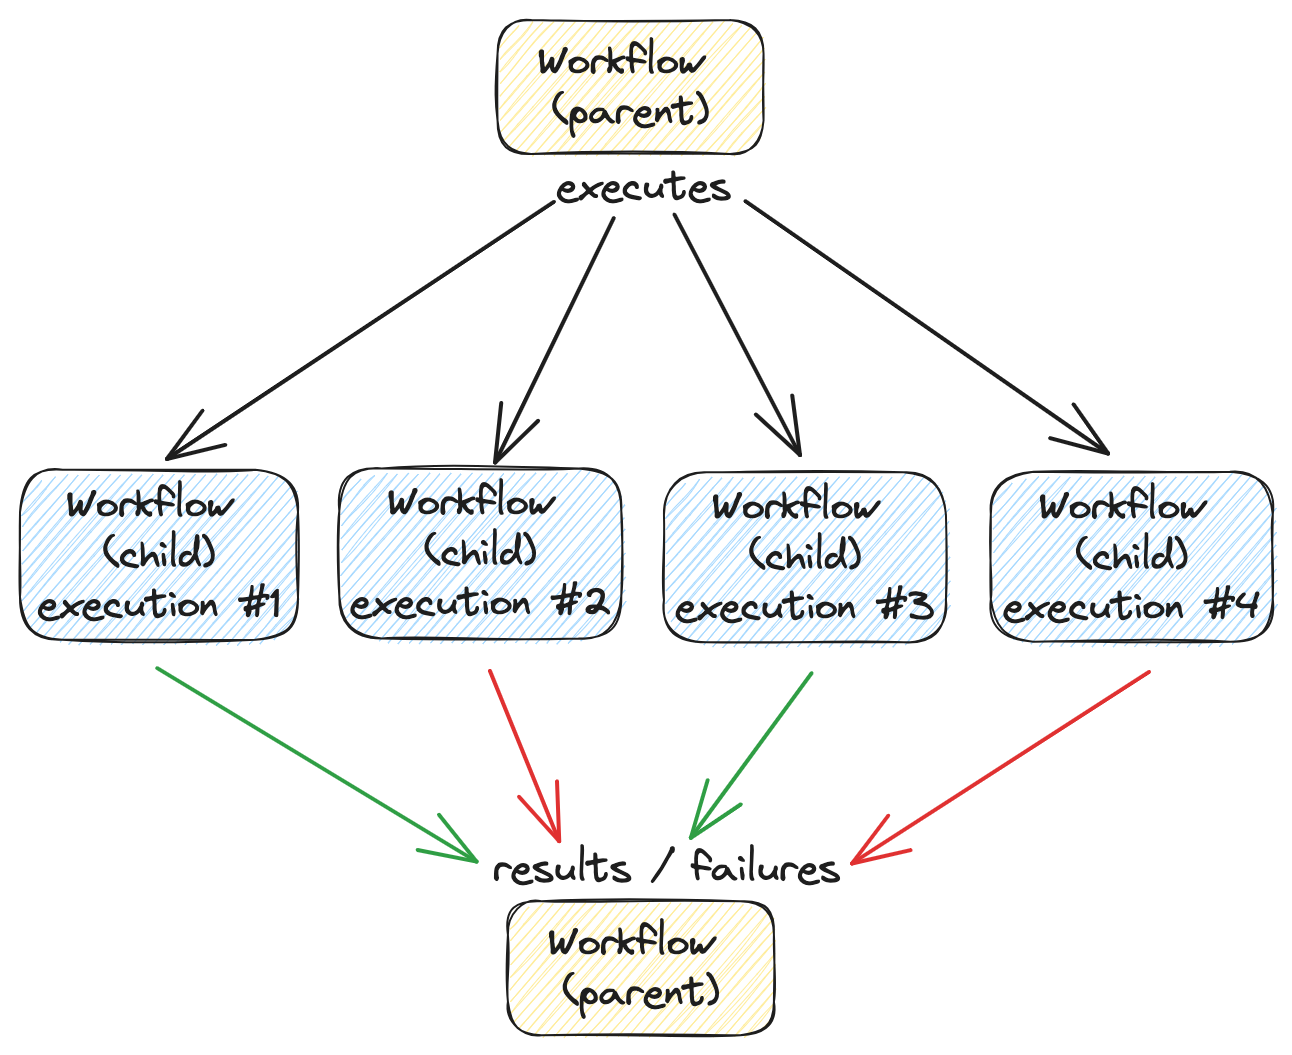 Workflow
(parent)
executes
Workflow
(child)
execution #1
Workflow
(child)
execution #2
Workflow
(child)
execution #3
Workflow
(child)
execution #4
results / failures
Workflow
(parent)